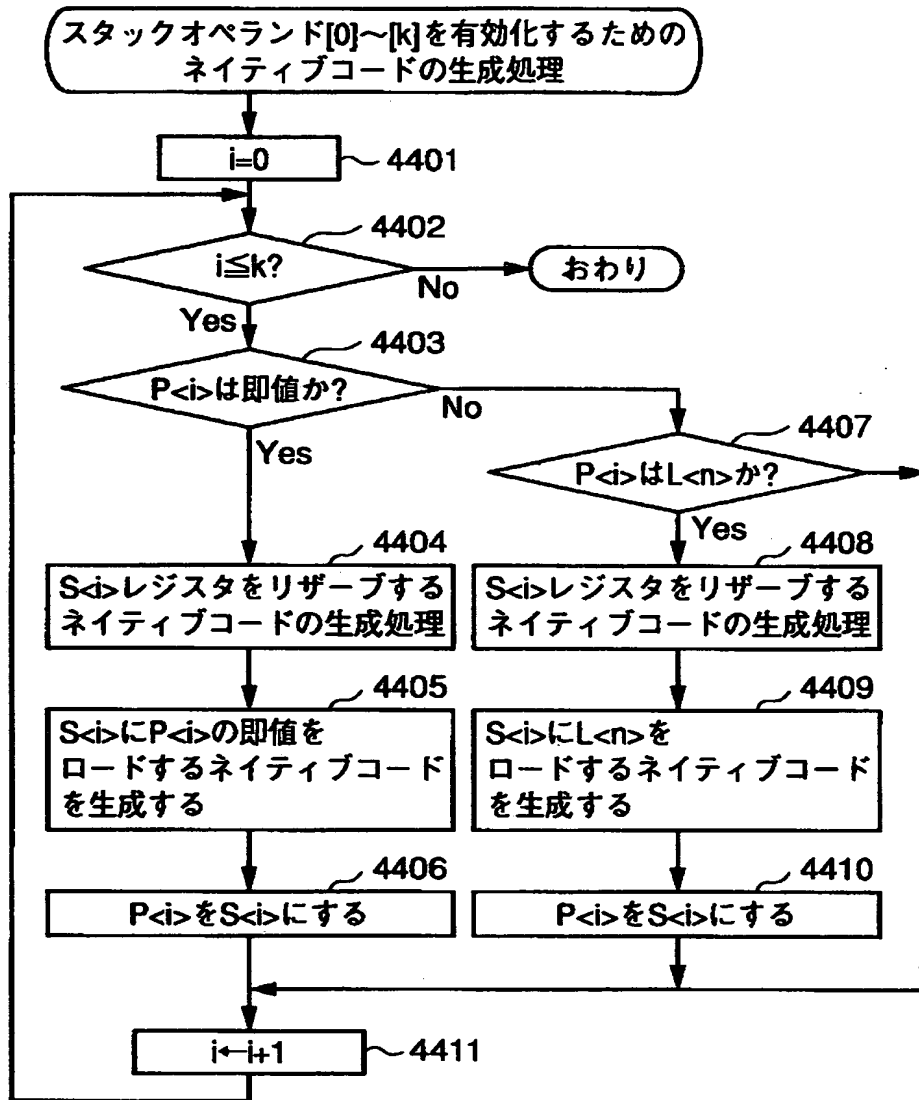 スタックオペランド[0]～[k]を有効化するための
ネイティブコードの生成処理
i=0
4401
4402
i≦k?
No
おわり
Yes
4403
P<i>は即値か?
No
4407
Yes
P<i>はL<n>か?
Yes
4404
S<i>レジスタをリザーブする
ネイティブコードの生成処理
4408
S<i>レジスタをリザーブする
ネイティブコードの生成処理
4405
S<i>にP<i>の即値を
ロードするネイティブコード
を生成する
4409
S<i>にL<n>を
ロードするネイティブコード
を生成する
4406
P<i>をS<i>にする
4410
P<i>をS<i>にする
i←i+1
4411